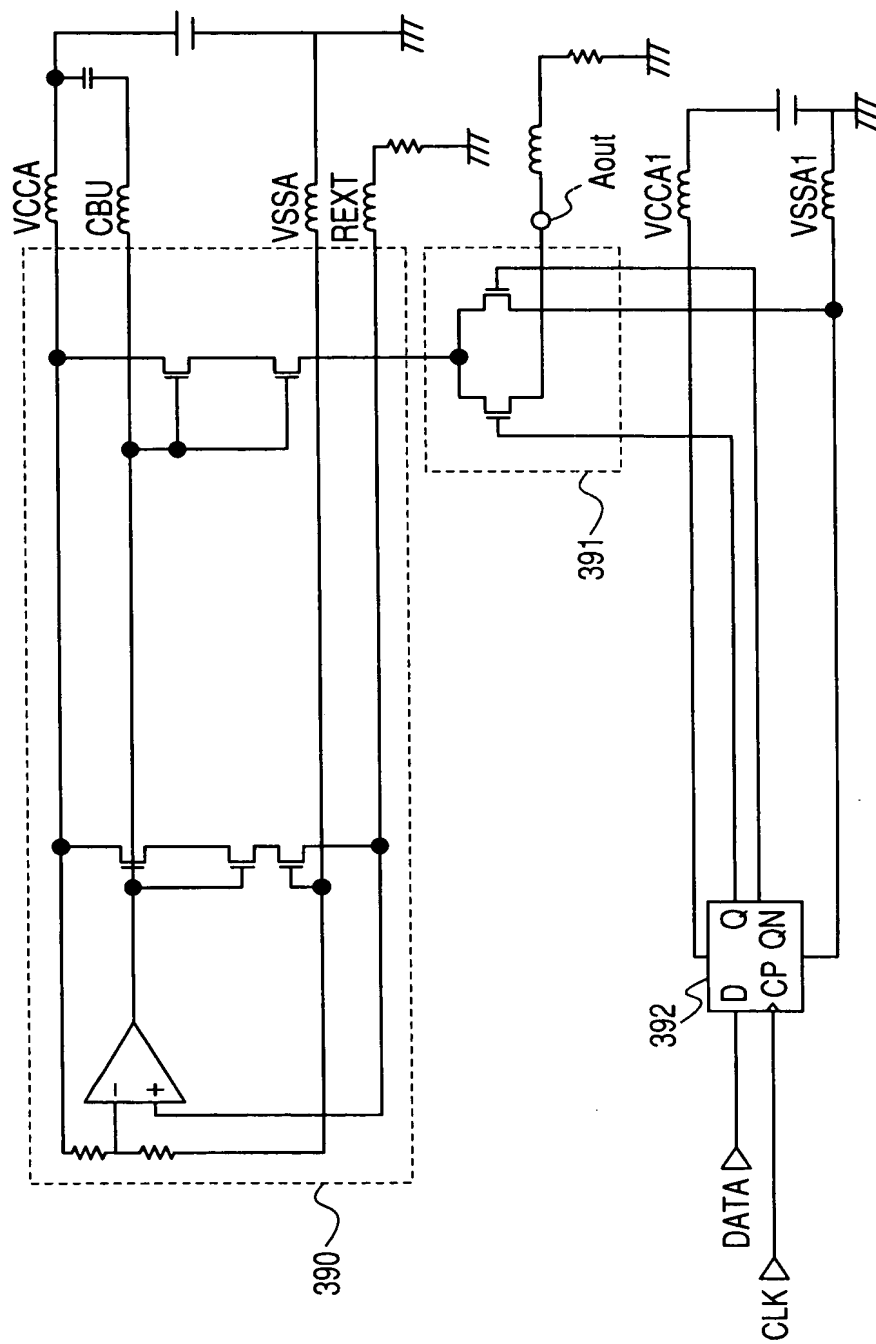 VCCA
CBU
VSSA
REXT
Aout
VCCA1
VSSA1
391
390
- +
392
D Q
CP QN
DATA
CLK